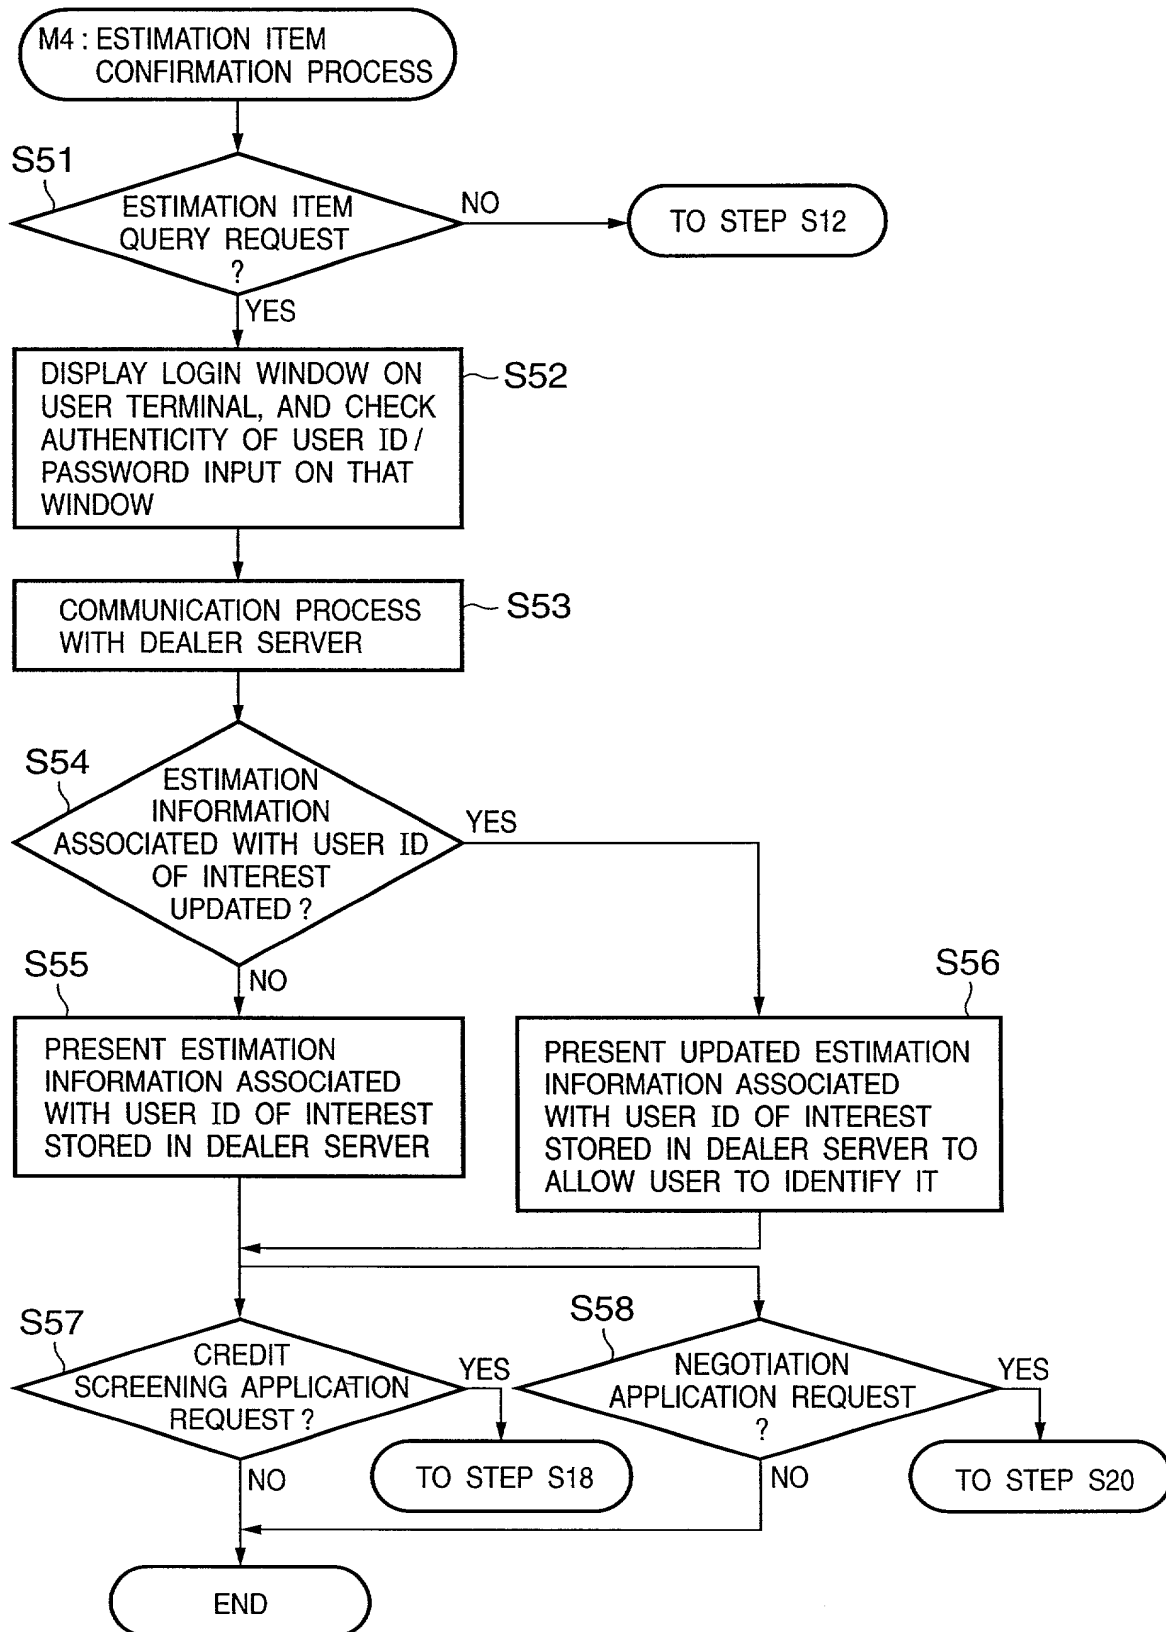 M4 : ESTIMATION ITEM
CONFIRMATION PROCESS
S51
ESTIMATION ITEM
QUERY REQUEST
?
NO
TO STEP S12
YES
DISPLAY LOGIN WINDOW ON
USER TERMINAL, AND CHECK
AUTHENTICITY OF USER ID /
PASSWORD INPUT ON THAT
WINDOW
S52
COMMUNICATION PROCESS
WITH DEALER SERVER
S53
S54
ESTIMATION
INFORMATION
ASSOCIATED WITH USER ID
OF INTEREST
UPDATED ?
YES
NO
S55
PRESENT ESTIMATION
INFORMATION ASSOCIATED
WITH USER ID OF INTEREST
STORED IN DEALER SERVER
S56
PRESENT UPDATED ESTIMATION
INFORMATION ASSOCIATED
WITH USER ID OF INTEREST
STORED IN DEALER SERVER TO
ALLOW USER TO IDENTIFY IT
S57
CREDIT
SCREENING APPLICATION
REQUEST ?
YES
TO STEP S18
NO
S58
NEGOTIATION
APPLICATION REQUEST
?
YES
TO STEP S20
NO
END